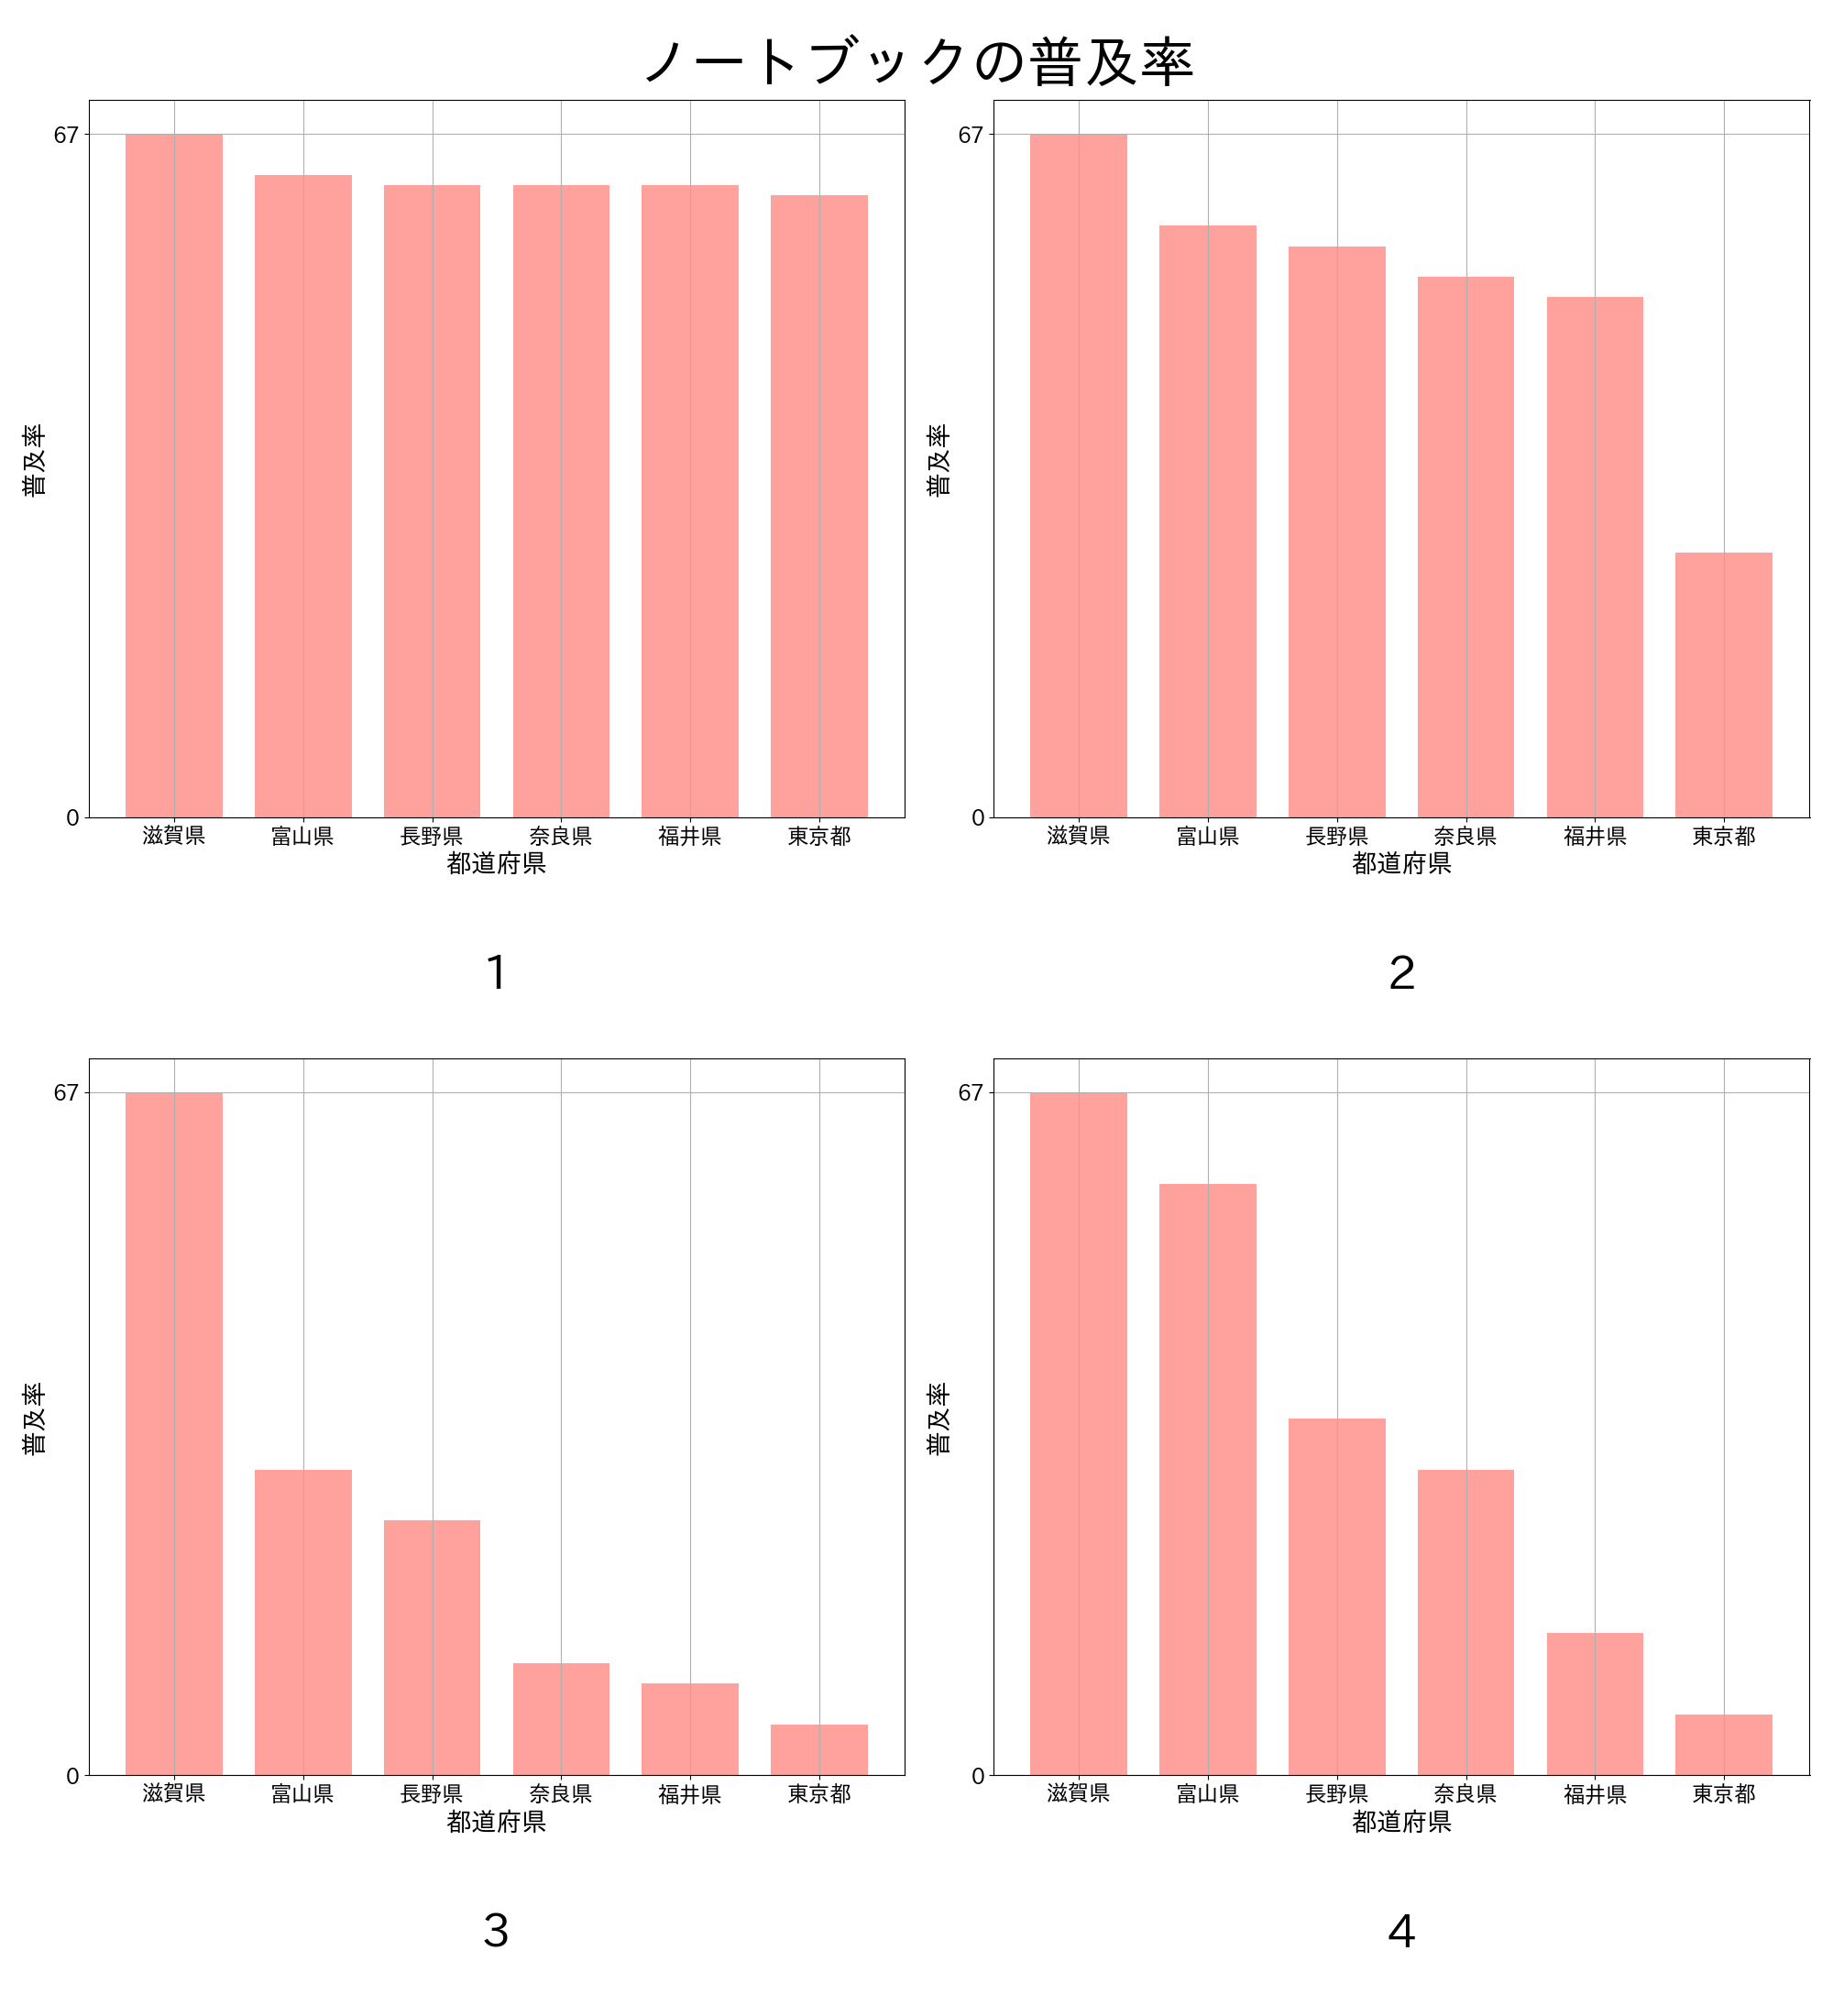 ノートブックの普及率
67
0
普及率
滋賀県 富山県 長野県 奈良県 福井県 東京都
都道府県
1
67
0
普及率
滋賀県 富山県 長野県 奈良県 福井県 東京都
都道府県
2
67
0
普及率
滋賀県 富山県 長野県 奈良県 福井県 東京都
都道府県
3
67
0
普及率
滋賀県 富山県 長野県 奈良県 福井県 東京都
都道府県
4